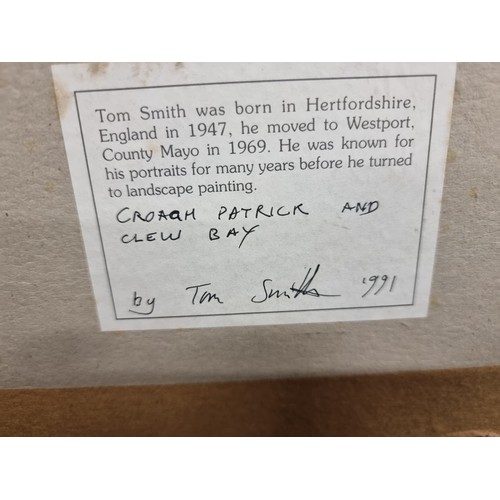 Tom Smith was born in Hertfordshire,
England in 1947, he moved to Westport,
County Mayo in 1969. He was known for
his portraits for many years before he turned
to landscape painting.
CROAGH PATRICK AND
CLEW BAY
by Tom Smith 1991